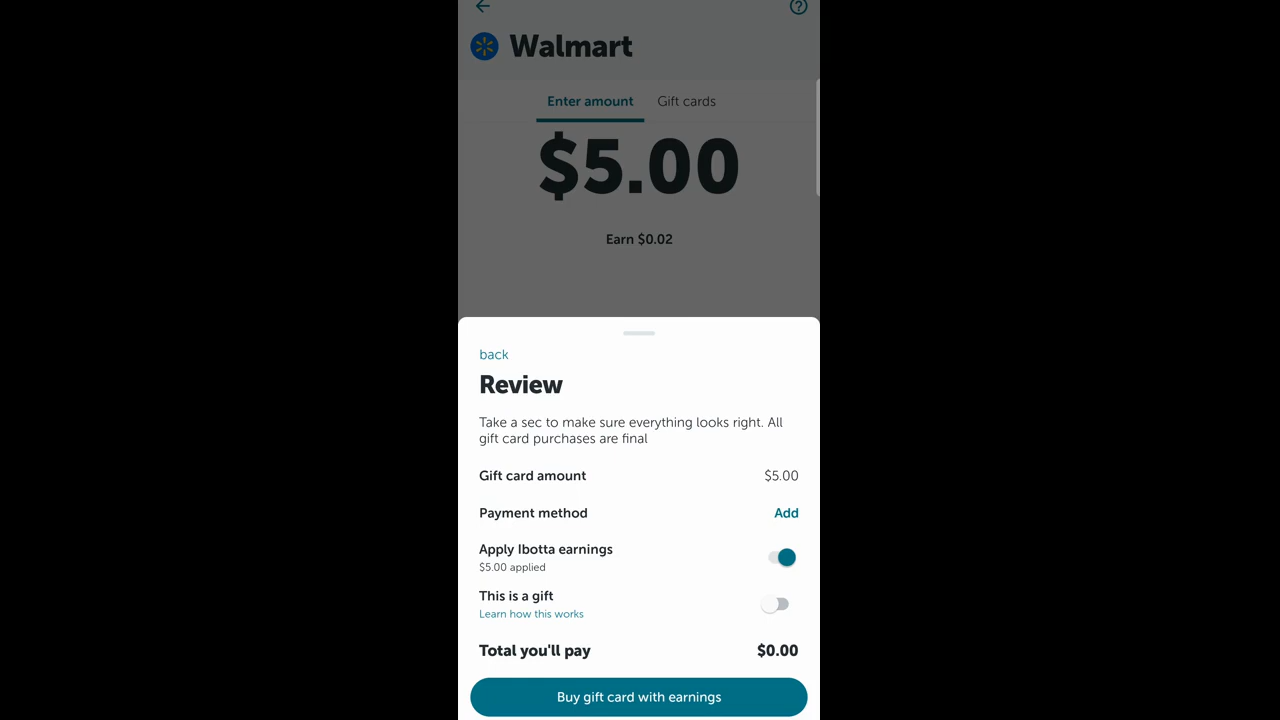 Walmart
Enter amount
Gift cards
$5.00
Earn $0.02
back
Review
Take a sec to make sure everything looks right. All
gift card purchases are final
Gift card amount
$5.00
Payment method
Add
Apply Ibotta earnings
$5.00 applied
This is a gift
Learn how this works
Total you'll pay
$0.00
Buy gift card with earnings